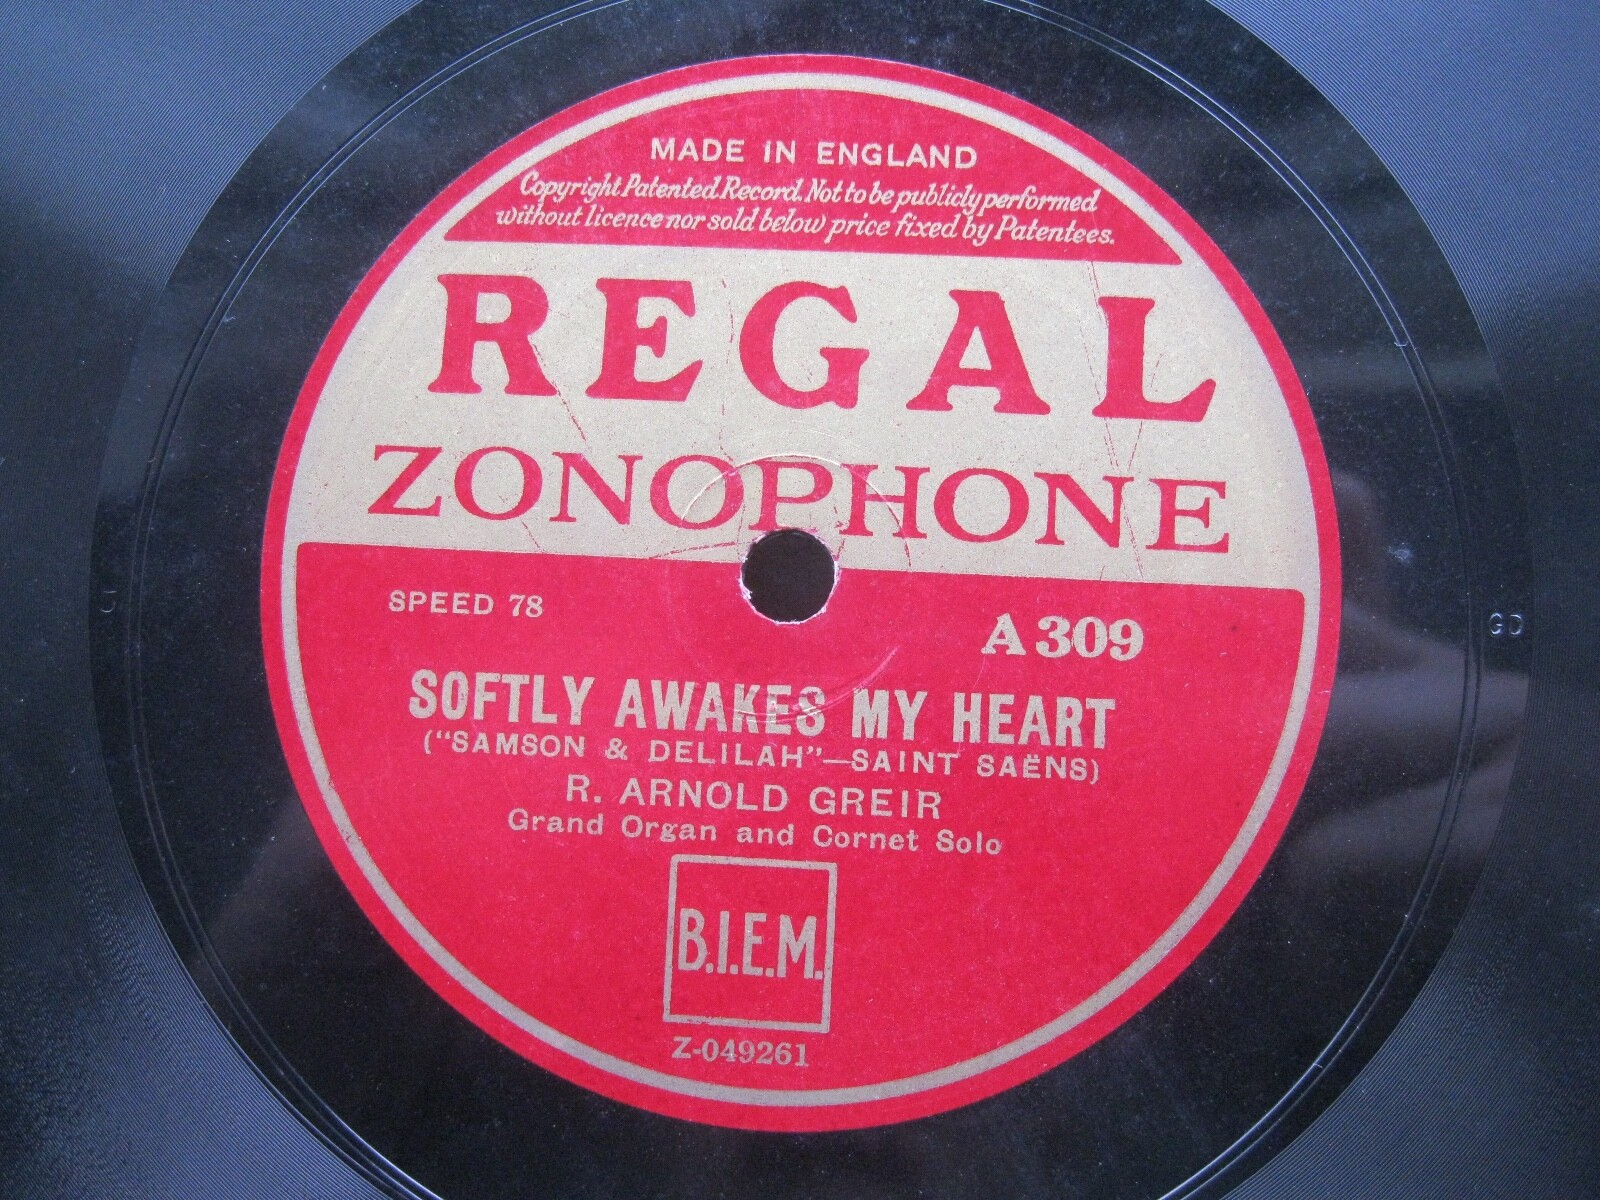 MADE IN ENGLAND
Copyright Patented Record. Not to be publicly performed
without licence nor sold below price fixed by Patentees.
REGAL
ZONOPHONE
SPEED 78
A 309
GD
SOFTLY AWAKES MY HEART
("SAMSON & DELILAH"—SAINT SAËNS)
R. ARNOLD GREIR
Grand Organ and Cornet Solo
B.I.E.M.
Z-049261